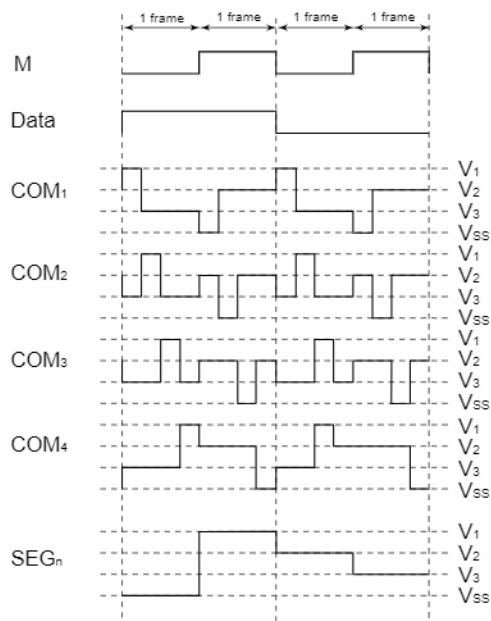 1 frame 1 frame 1 frame 1 frame
M
Data
V1
COM1 V2
V3
VSS
V1
COM2 V2
V3
VSS
V1
COM3 V2
V3
VSS
V1
COM4 V2
V3
VSS
V1
SEGn V2
V3
VSS